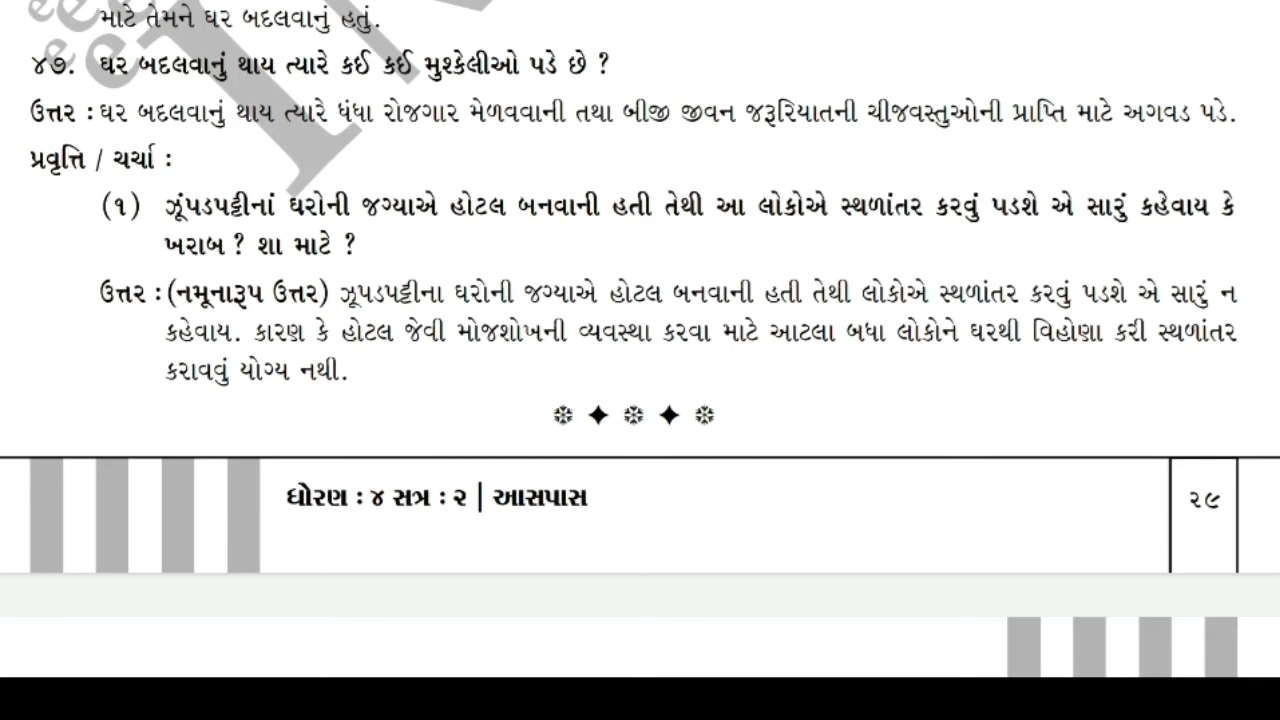 માટે તેમને ઘર બદલવાનું હતું.
૪૭. ઘર બદલવાનું થાય ત્યારે કઈ કઈ મુશ્કેલીઓ પડે છે ?
ઉત્તર : ઘર બદલવાનું થાય ત્યારે ધંધા રોજગાર મેળવવાની તથા બીજી જીવન જરૂરિયાતની ચીજવસ્તુઓની પ્રાપ્તિ માટે અગવડ પડે.
પ્રવૃત્તિ / ચર્ચા :
(૧) ઝૂંપડપટ્ટીનાં ઘરોની જગ્યાએ હોટલ બનવાની હતી તેથી આ લોકોએ સ્થળાંતર કરવું પડશે એ સારું કહેવાય કે
ખરાબ ? શા માટે ?
ઉત્તર : (નમૂનારૂપ ઉત્તર) ઝૂપડપટ્ટીના ઘરોની જગ્યાએ હોટલ બનવાની હતી તેથી લોકોએ સ્થળાંતર કરવું પડશે એ સારું ન
કહેવાય. કારણ કે હોટલ જેવી મોજશોખની વ્યવસ્થા કરવા માટે આટલા બધા લોકોને ઘરથી વિહોણા કરી સ્થળાંતર
કરાવવું યોગ્ય નથી.
ધોરણ : ૪ સત્ર : ૨ | આસપાસ
૨૯